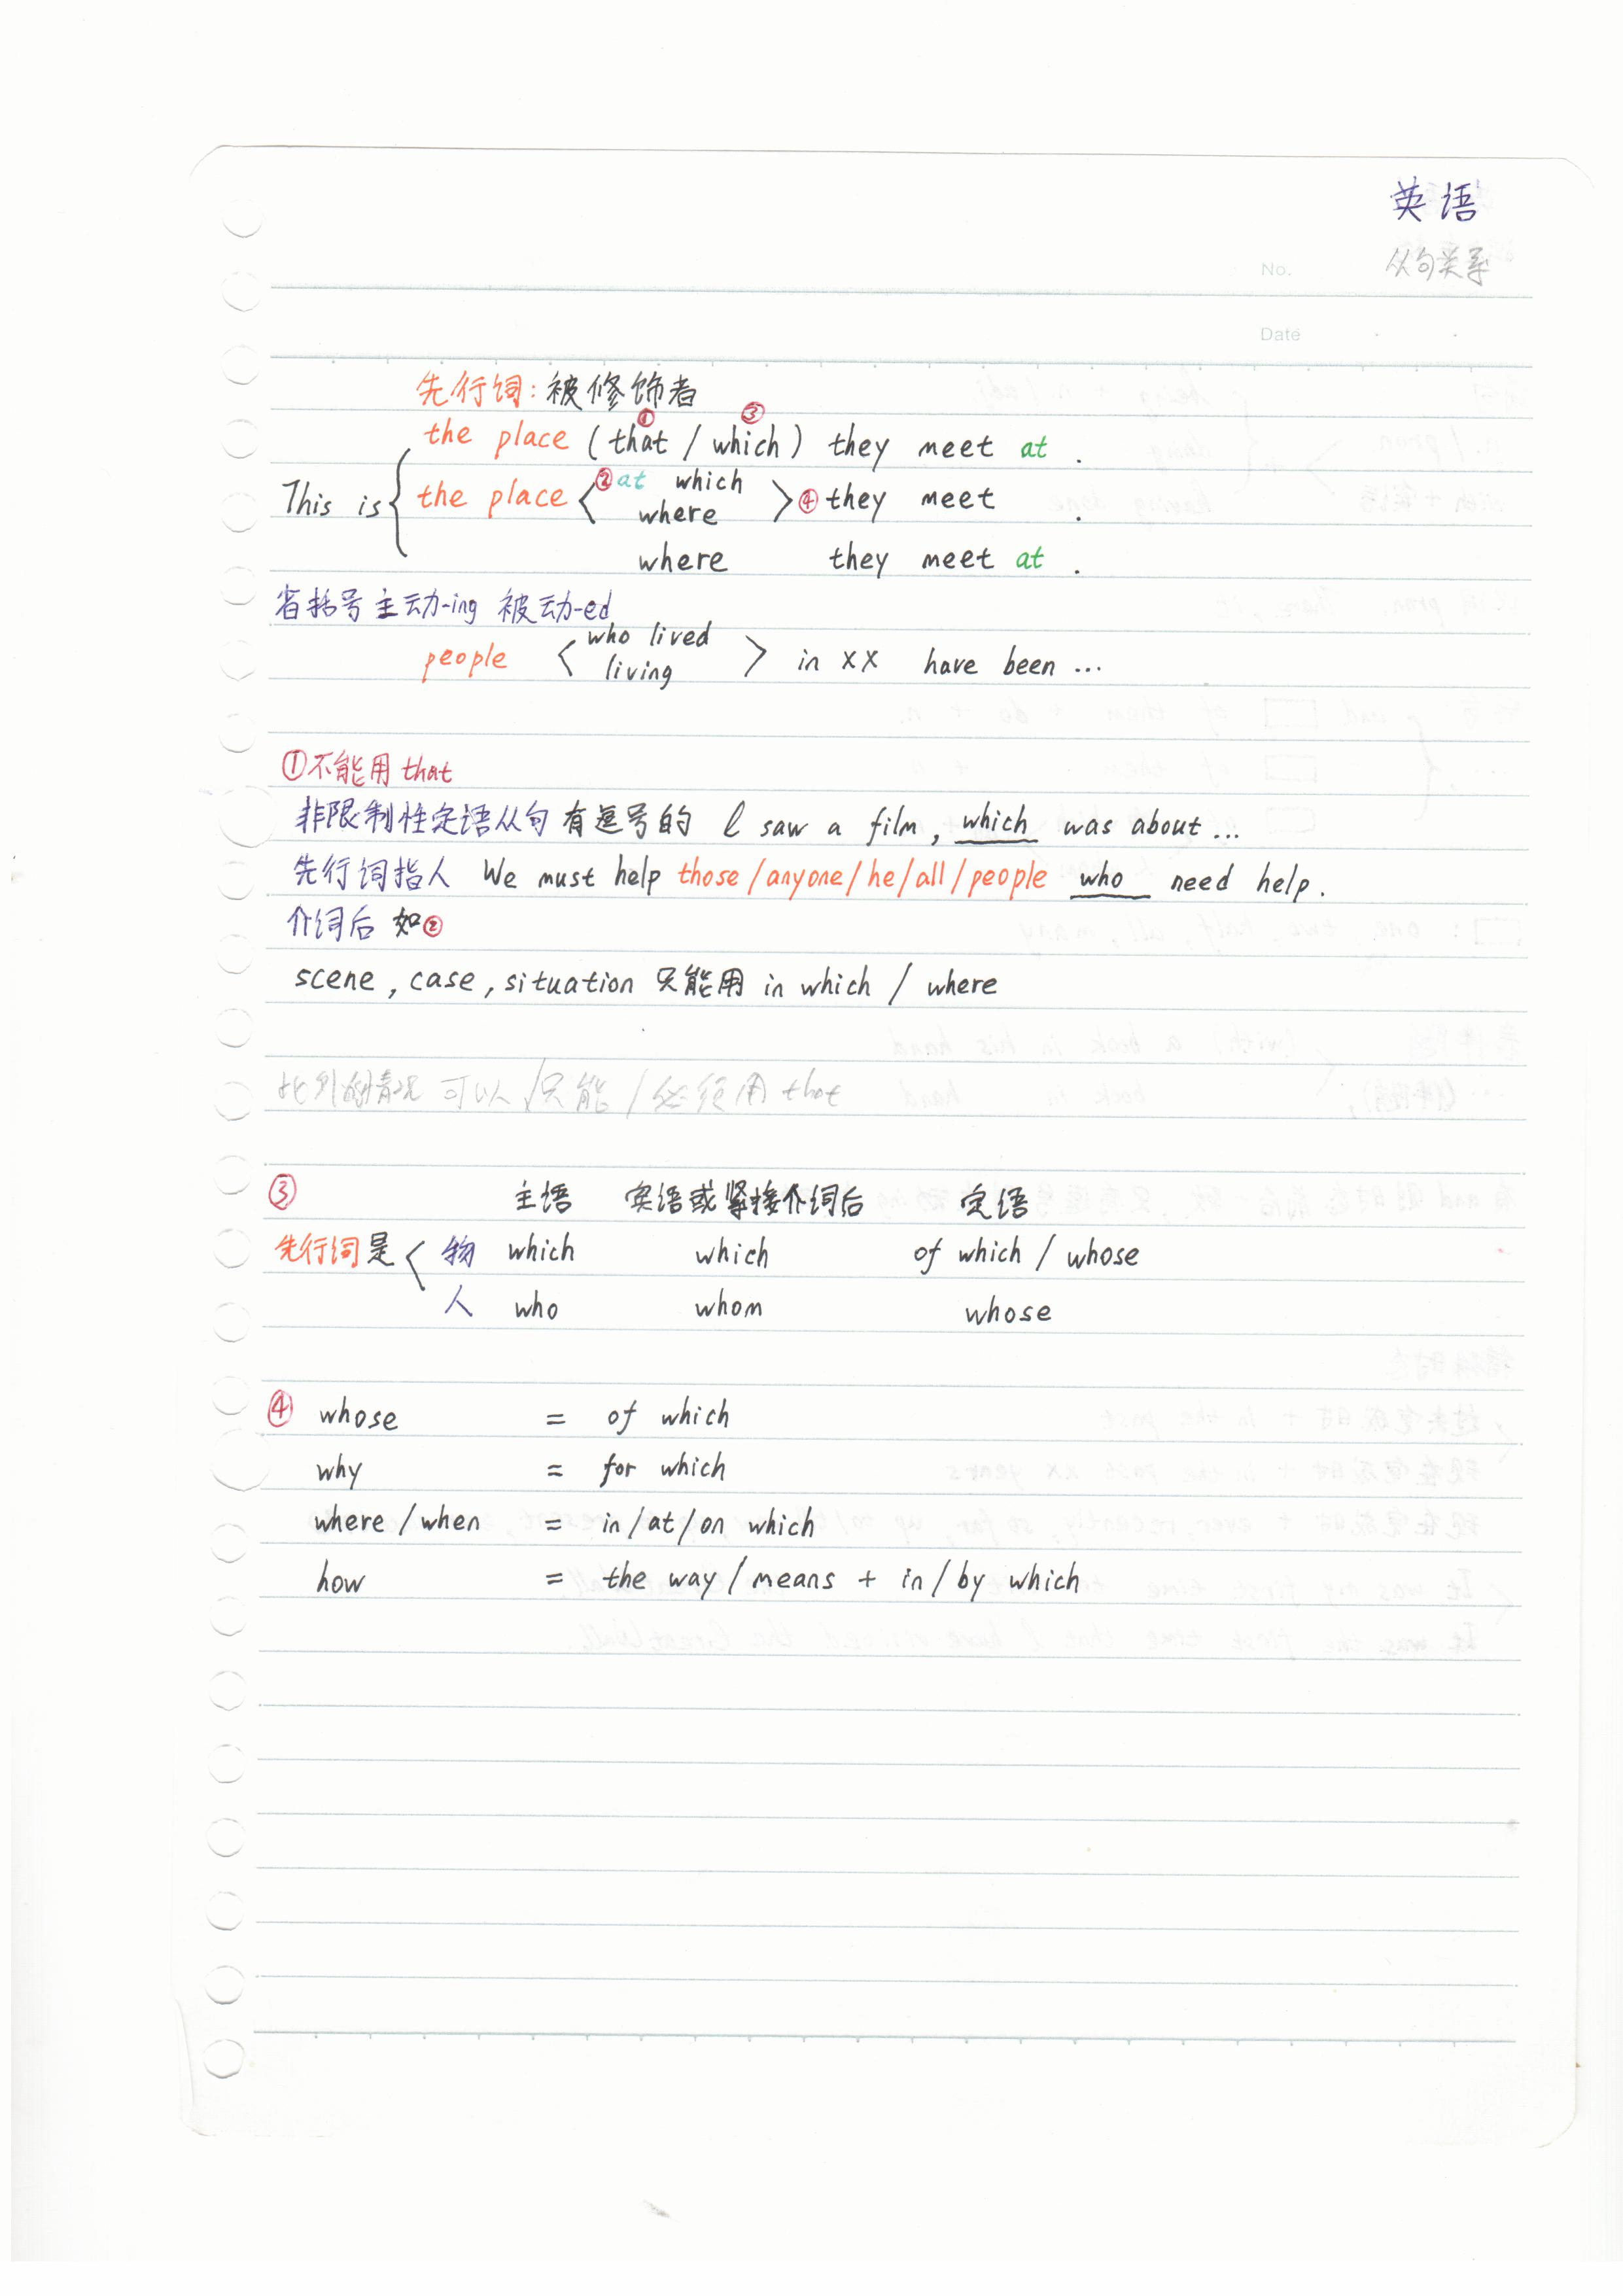 英语
No. 从句关系
Date
先行词：被修饰者
① ③
the place (that / which) they meet at .
This is the place ②at which ④ they meet .
where
where they meet at .
省括号 主动-ing 被动-ed
who lived
people in XX have been ...
living
①不能用 that
非限制性定语从句 有逗号的 I saw a film, which was about ...
先行词指人 We must help those/anyone/he/all/people who need help.
介词后 如②
scene, case, situation 只能用 in which / where
此外的情况 可以/只能/必须用 that
③ 主语 宾语或紧接介词后 定语
先行词是 物 which which of which / whose
人 who whom whose
④ whose = of which
why = for which
where / when = in/at/on which
how = the way/means + in/by which